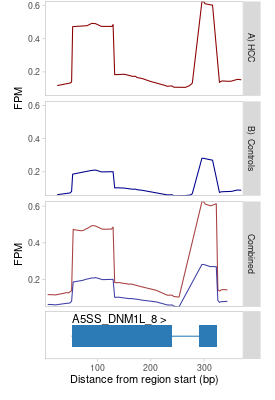 0.6
0.4
0.2
A) HCC
FPM
0.6
0.4
0.2
B) Controls
0.6
0.4
0.2
FPM
Combined
A5SS_DNM1L_8 >
100 200 300
Distance from region start (bp)